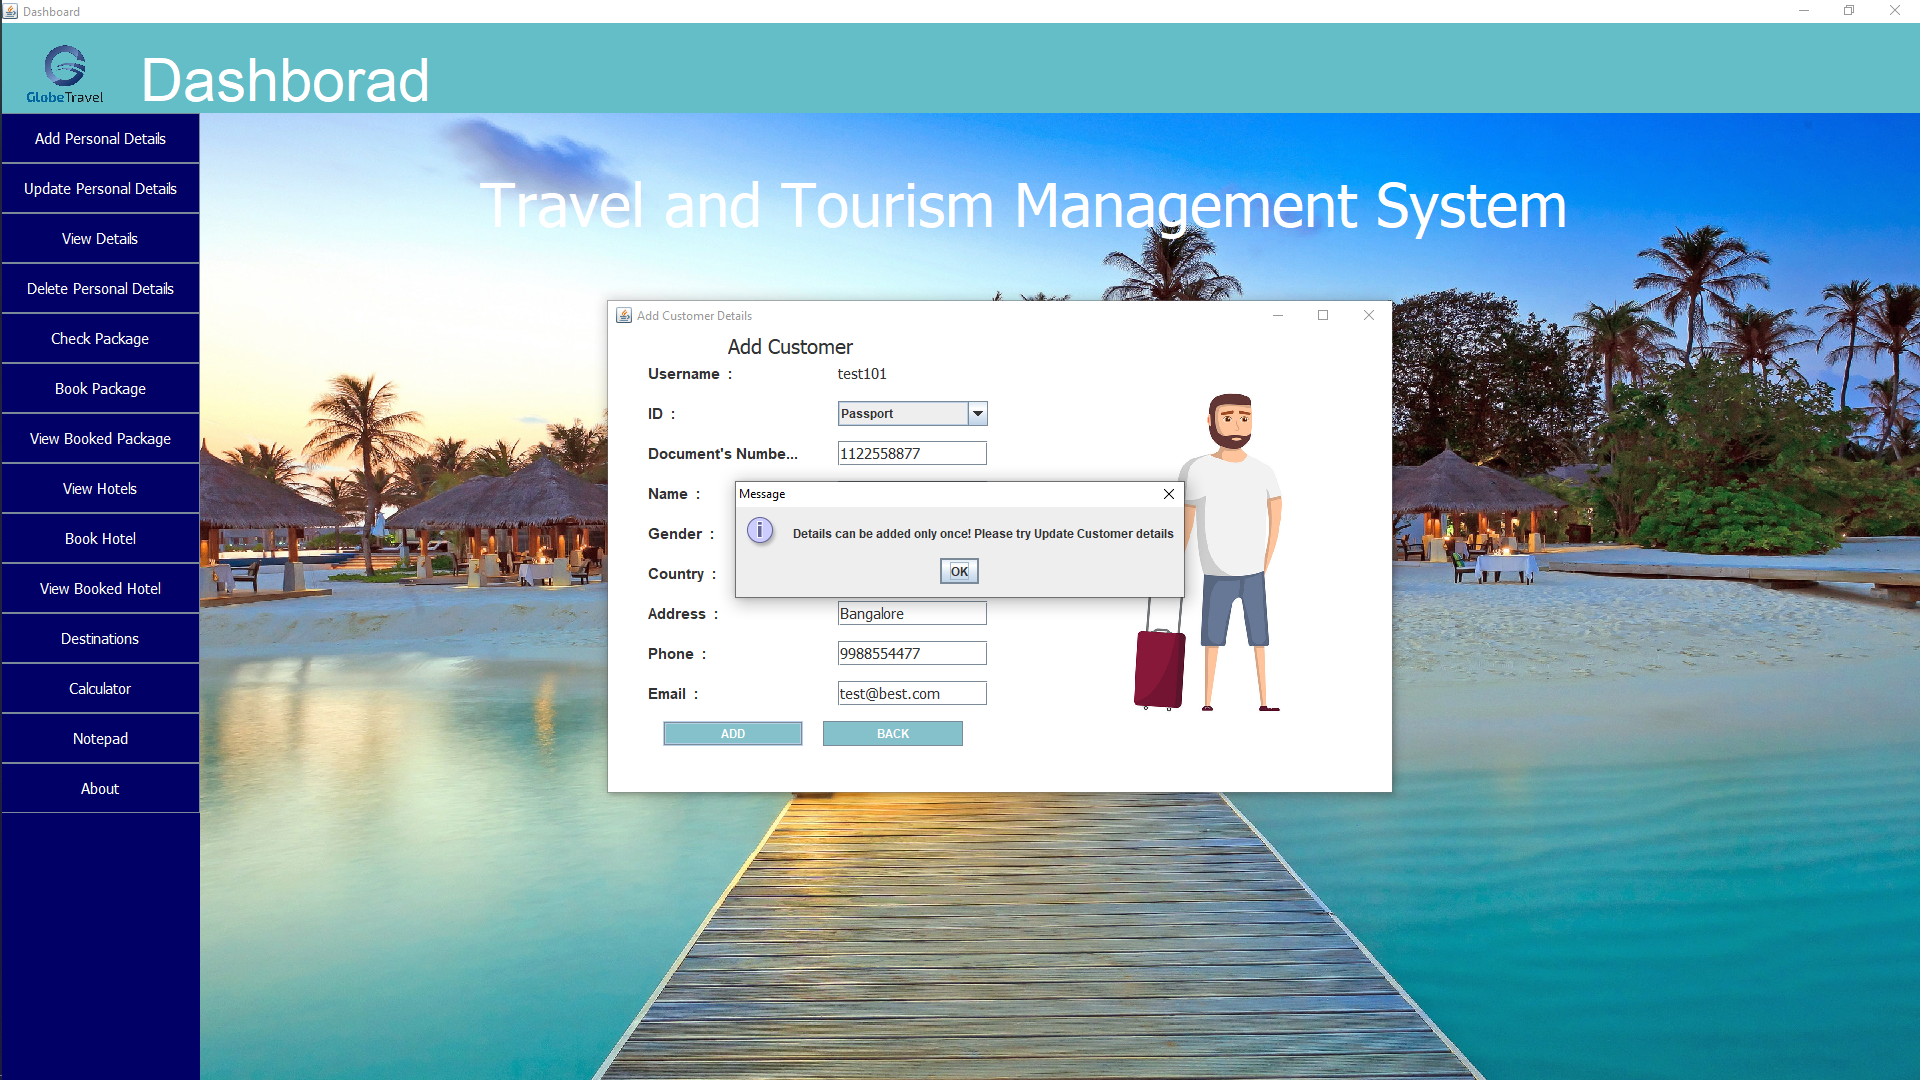 Dashboard
GlobeTravel
Dashborad
Add Personal Details
Update Personal Details
View Details
Delete Personal Details
Check Package
Book Package
View Booked Package
View Hotels
Book Hotel
View Booked Hotel
Destinations
Calculator
Notepad
About
Travel and Tourism Management System
Add Customer Details
Add Customer
Username : test101
ID : Passport
Document's Numbe... 1122558877
Name :
Gender :
Country :
Message
Details can be added only once! Please try Update Customer details
OK
Address : Bangalore
Phone : 9988554477
Email : test@best.com
ADD BACK